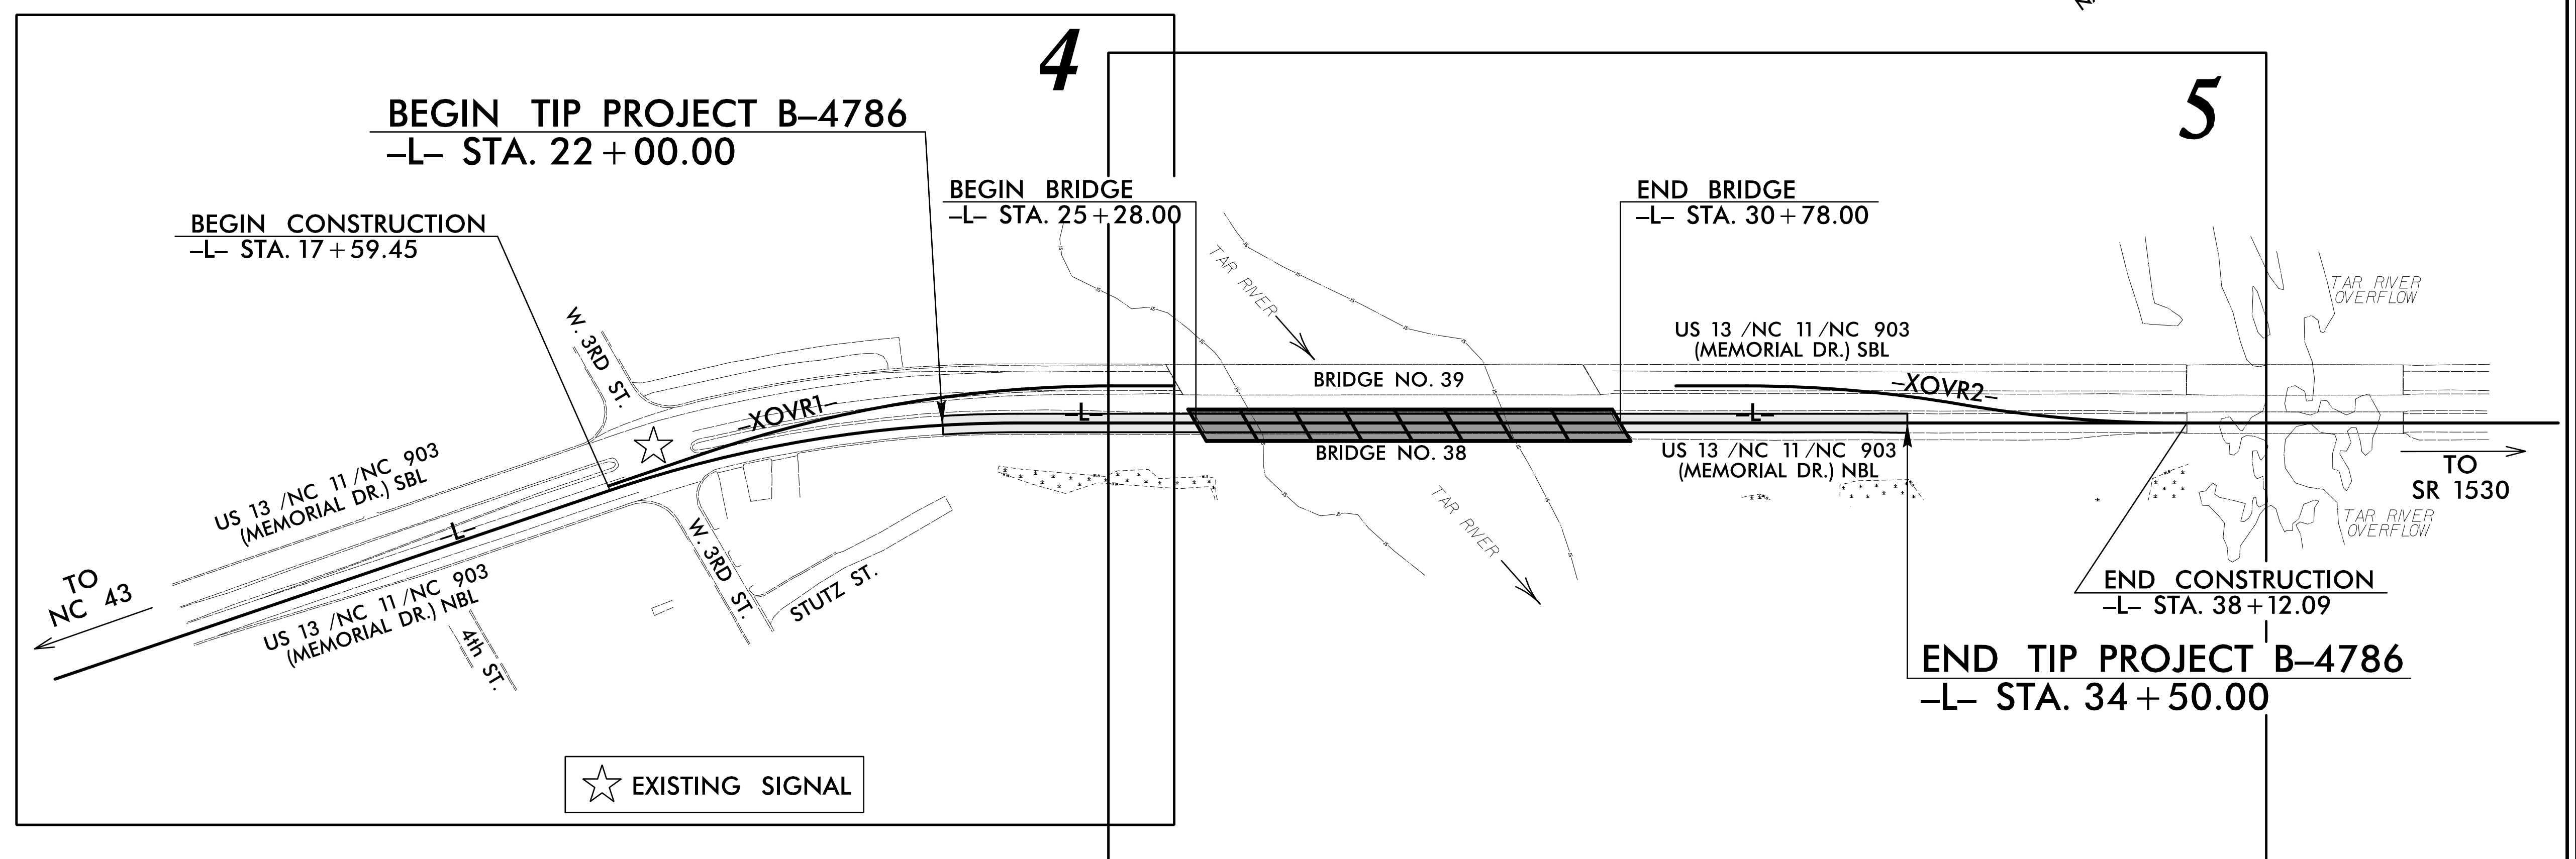 4
5
BEGIN TIP PROJECT B–4786
–L– STA. 22+00.00
BEGIN BRIDGE
–L– STA. 25+28.00
END BRIDGE
–L– STA. 30+78.00
BEGIN CONSTRUCTION
–L– STA. 17+59.45
TAR RIVER
TAR RIVER
OVERFLOW
W. 3RD ST.
US 13 /NC 11 /NC 903
(MEMORIAL DR.) SBL
BRIDGE NO. 39
–XOVR1–
–L–
–L–
–XOVR2–
US 13 /NC 11 /NC 903
(MEMORIAL DR.) SBL
–L–
BRIDGE NO. 38
US 13 /NC 11 /NC 903
(MEMORIAL DR.) NBL
TO
SR 1530
TAR RIVER
TAR RIVER
OVERFLOW
W. 3RD ST.
STUTZ ST.
TO
NC 43
US 13 /NC 11 /NC 903
(MEMORIAL DR.) NBL
4th ST.
END CONSTRUCTION
–L– STA. 38+12.09
END TIP PROJECT B–4786
–L– STA. 34+50.00
EXISTING SIGNAL